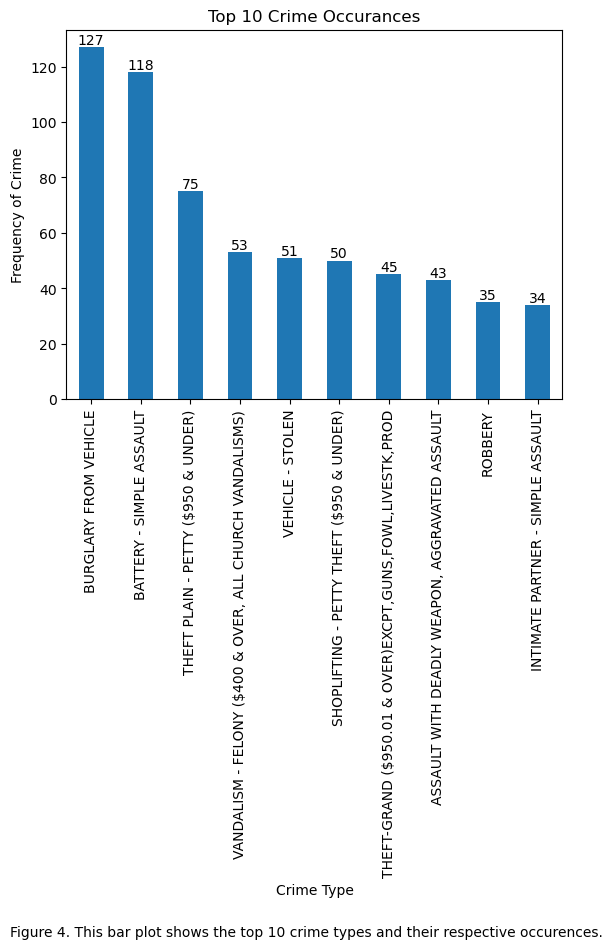 Top 10 Crime Occurances
127
118
75
53
51
50
45
43
35
34
120
100
80
60
40
20
0
Frequency of Crime
BURGLARY FROM VEHICLE
BATTERY - SIMPLE ASSAULT
THEFT PLAIN - PETTY ($950 & UNDER)
VANDALISM - FELONY ($400 & OVER, ALL CHURCH VANDALISMS)
VEHICLE - STOLEN
SHOPLIFTING - PETTY THEFT ($950 & UNDER)
THEFT-GRAND ($950.01 & OVER)EXCPT,GUNS,FOWL,LIVESTK,PROD
ASSAULT WITH DEADLY WEAPON, AGGRAVATED ASSAULT
ROBBERY
INTIMATE PARTNER - SIMPLE ASSAULT
Crime Type
Figure 4. This bar plot shows the top 10 crime types and their respective occurences.